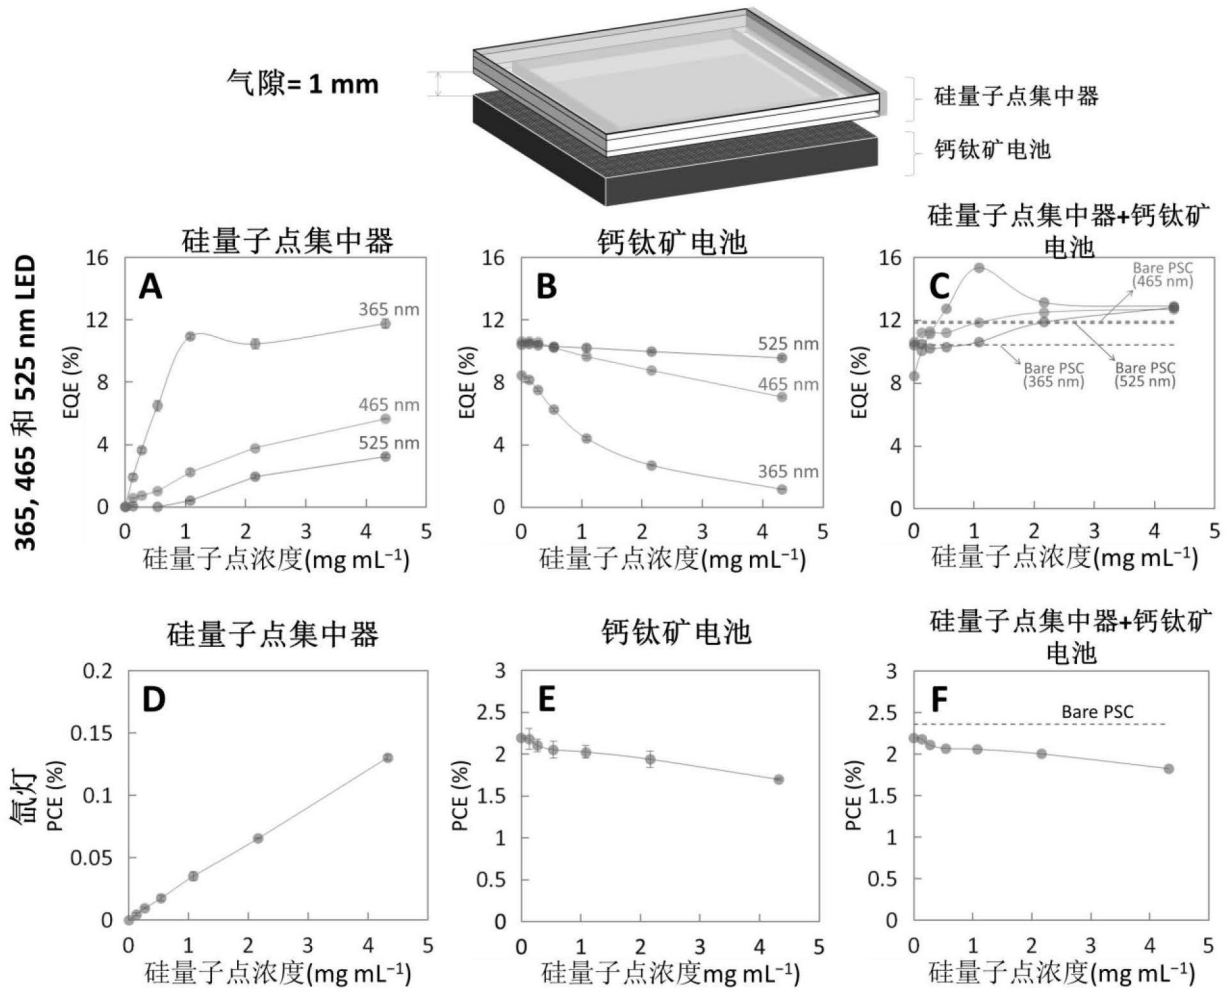 气隙= 1 mm
硅量子点集中器
钙钛矿电池
365, 465 和 525 nm LED
硅量子点集中器
A
EQE (%)
16
12
8
4
0
365 nm
465 nm
525 nm
0 1 2 3 4 5
硅量子点浓度(mg mL⁻¹)
钙钛矿电池
B
EQE (%)
16
12
8
4
0
525 nm
465 nm
365 nm
0 1 2 3 4 5
硅量子点浓度(mg mL⁻¹)
硅量子点集中器+钙钛矿
电池
C
EQE (%)
16
12
8
4
0
Bare PSC
(465 nm)
Bare PSC
(365 nm)
Bare PSC
(525 nm)
0 1 2 3 4 5
硅量子点浓度(mg mL⁻¹)
氙灯
硅量子点集中器
D
PCE (%)
0.2
0.15
0.1
0.05
0
0 1 2 3 4 5
硅量子点浓度(mg mL⁻¹)
钙钛矿电池
E
PCE (%)
3
2.5
2
1.5
1
0.5
0
0 1 2 3 4 5
硅量子点浓度mg mL⁻¹)
硅量子点集中器+钙钛矿
电池
F
PCE (%)
3
2.5
2
1.5
1
0.5
0
Bare PSC
0 1 2 3 4 5
硅量子点浓度(mg mL⁻¹)